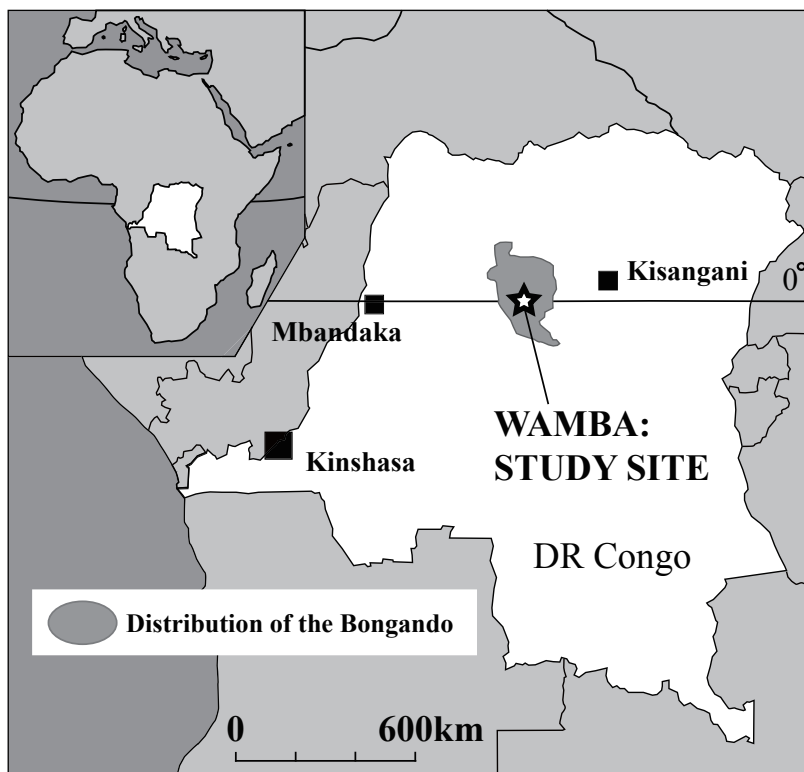 Kisangani
0°
Mbandaka
WAMBA:
STUDY SITE
Kinshasa
DR Congo
Distribution of the Bongando
0 600km